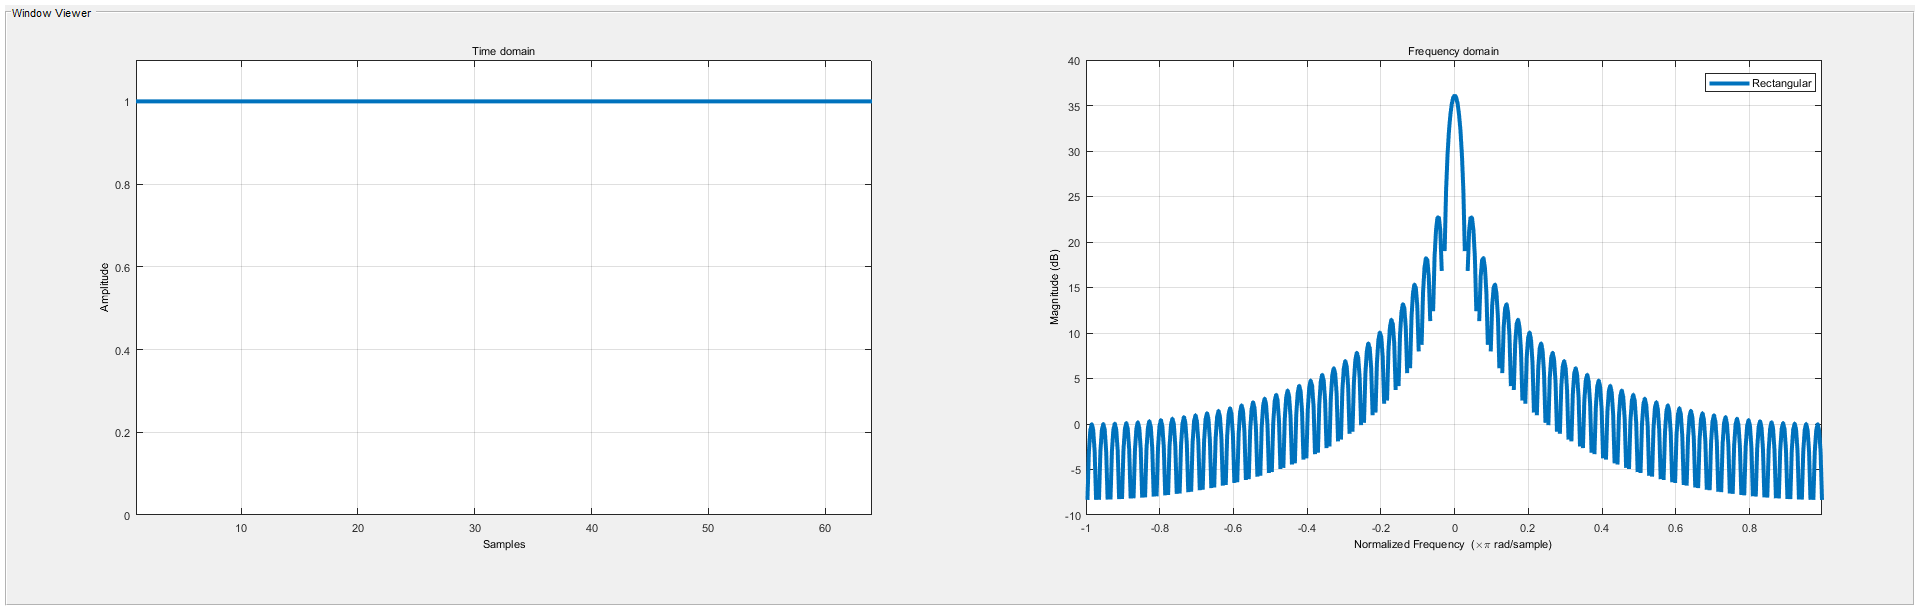 Window Viewer
Time domain
1
0.8
0.6
0.4
0.2
0
Amplitude
10 20 30 40 50 60
Samples
Frequency domain
Rectangular
40
35
30
25
20
15
10
5
0
-5
-10
Magnitude (dB)
-1 -0.8 -0.6 -0.4 -0.2 0 0.2 0.4 0.6 0.8
Normalized Frequency (×π rad/sample)